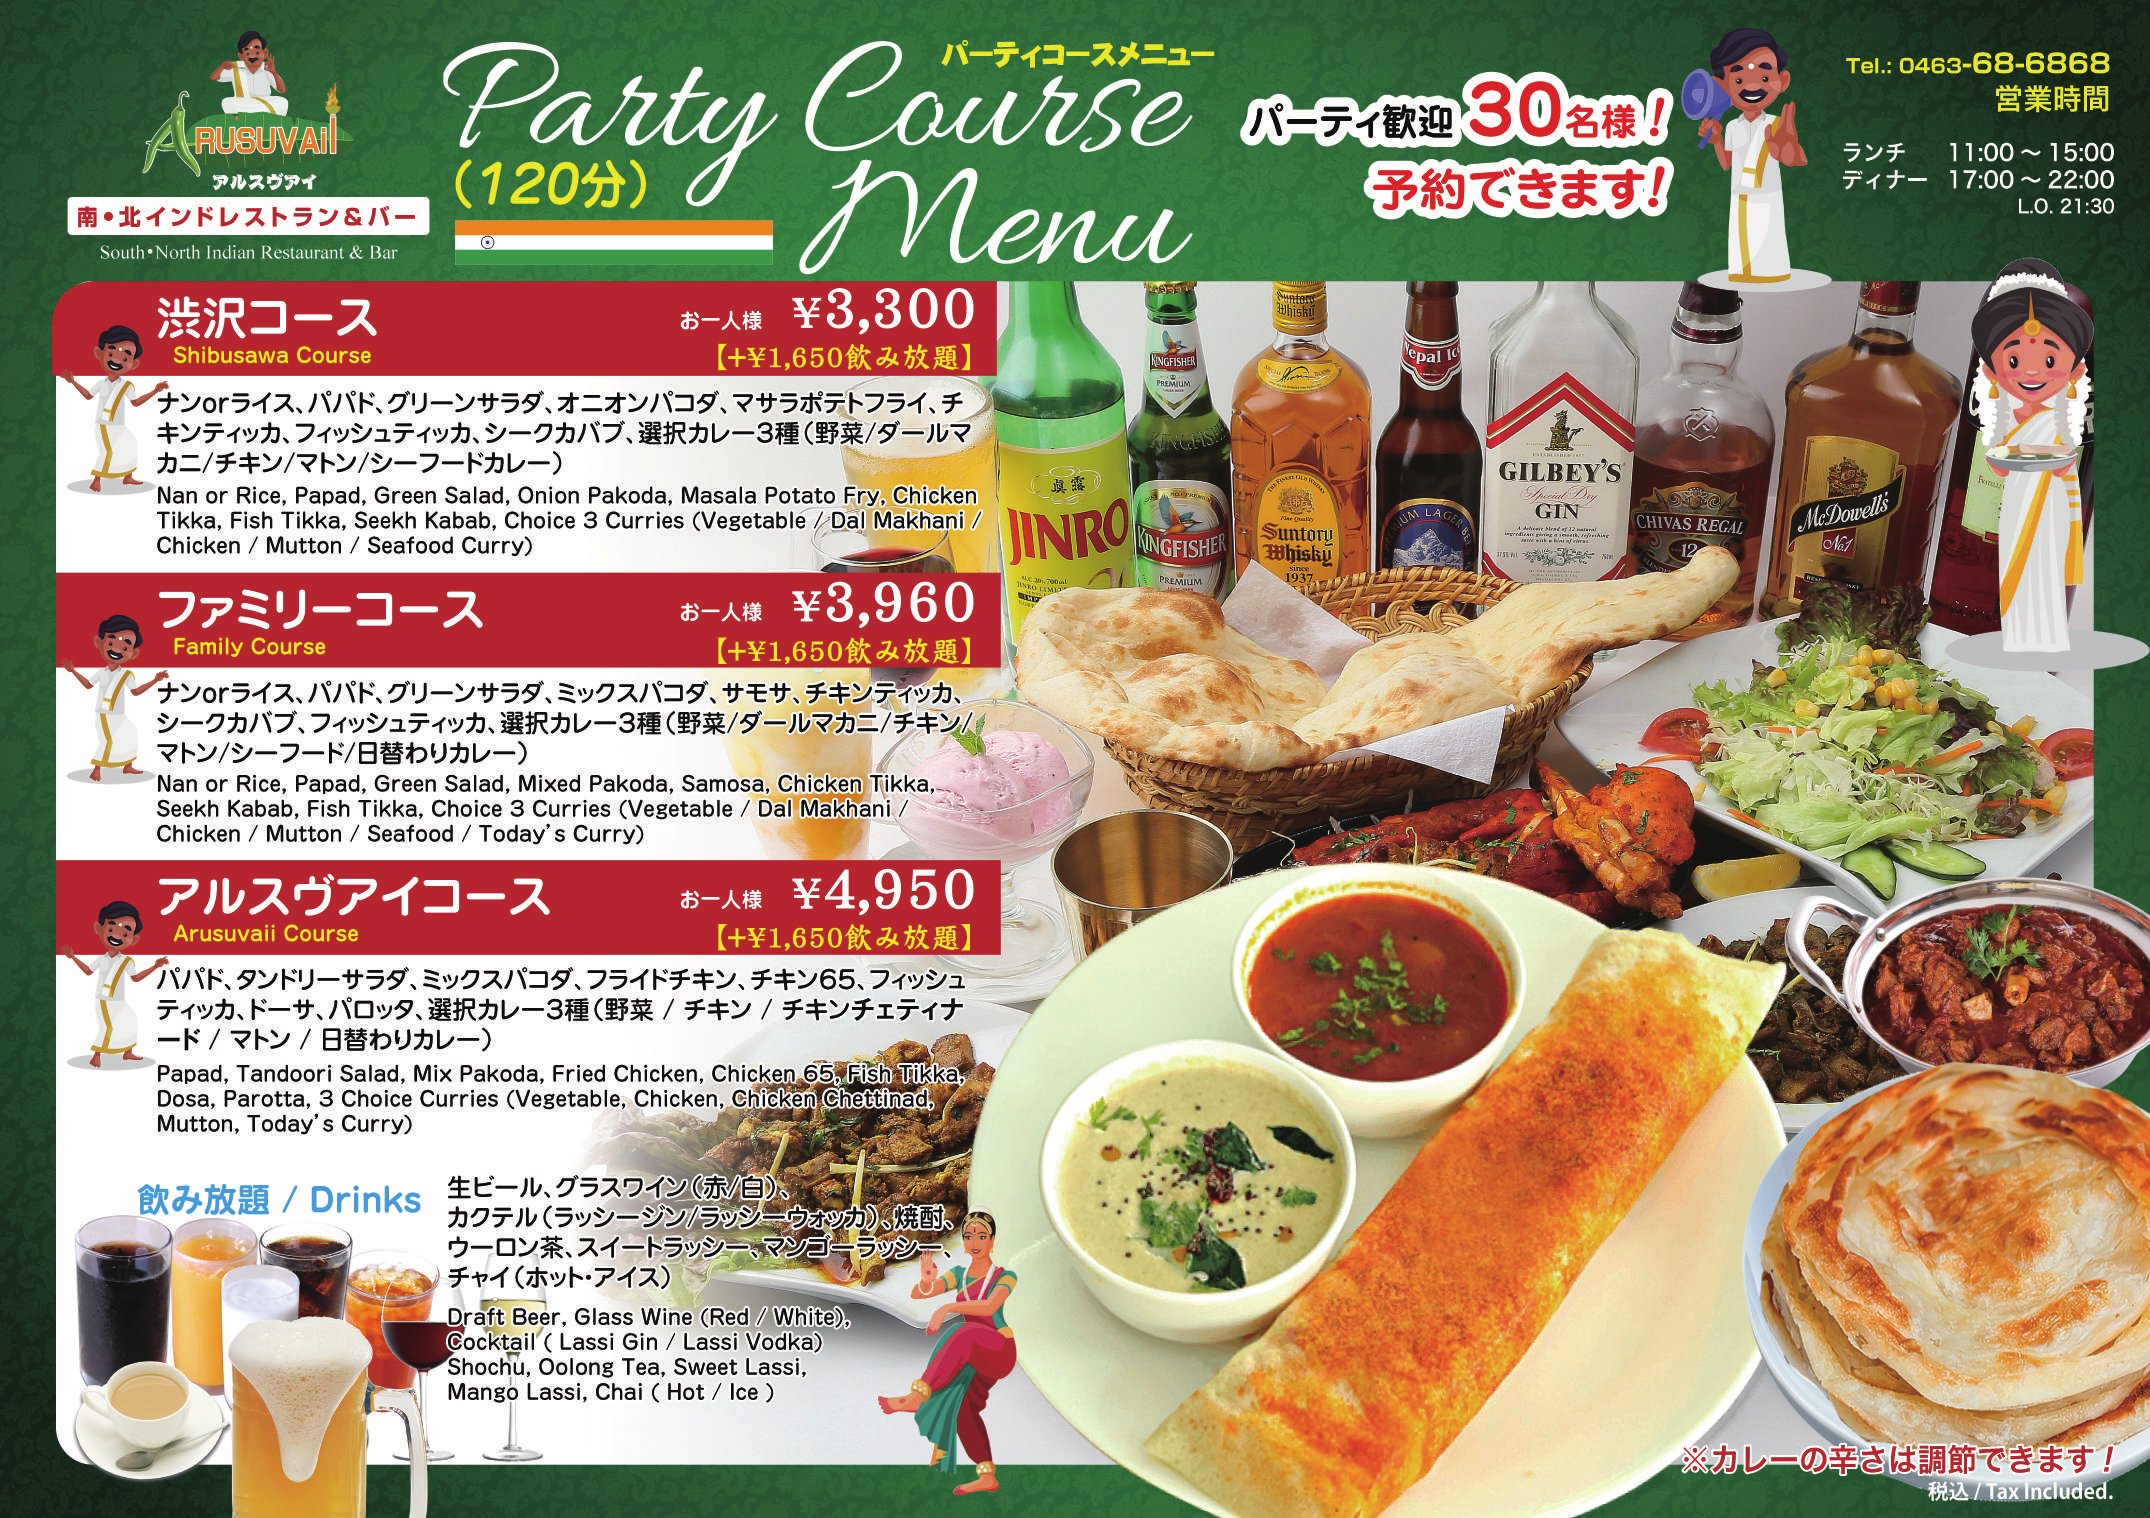 ARUSUVAiI
アルスヴアイ
南・北インドレストラン&バー
South・North Indian Restaurant & Bar
パーティコースメニュー
Party Course
Menu
(120分)
パーティ歓迎30名様!
予約できます!
Tel.: 0463-68-6868
営業時間
ランチ 11:00 ~ 15:00
ディナー 17:00 ~ 22:00
L.O. 21:30
渋沢コース お一人様 ¥3,300
Shibusawa Course 【+¥1,650飲み放題】
ナンorライス、パパド、グリーンサラダ、オニオンパコダ、マサラポテトフライ、チ
キンティッカ、フィッシュティッカ、シークカバブ、選択カレー3種(野菜/ダールマ
カニ/チキン/マトン/シーフードカレー)
Nan or Rice, Papad, Green Salad, Onion Pakoda, Masala Potato Fry, Chicken
Tikka, Fish Tikka, Seekh Kabab, Choice 3 Curries (Vegetable / Dal Makhani /
Chicken / Mutton / Seafood Curry)
ファミリーコース お一人様 ¥3,960
Family Course 【+¥1,650飲み放題】
ナンorライス、パパド、グリーンサラダ、ミックスパコダ、サモサ、チキンティッカ、
シークカバブ、フィッシュティッカ、選択カレー3種(野菜/ダールマカニ/チキン/
マトン/シーフード/日替わりカレー)
Nan or Rice, Papad, Green Salad, Mixed Pakoda, Samosa, Chicken Tikka,
Seekh Kabab, Fish Tikka, Choice 3 Curries (Vegetable / Dal Makhani /
Chicken / Mutton / Seafood / Today's Curry)
アルスヴアイコース お一人様 ¥4,950
Arusuvaii Course 【+¥1,650飲み放題】
パパド、タンドリーサラダ、ミックスパコダ、フライドチキン、チキン65、フィッシュ
ティッカ、ドーサ、パロッタ、選択カレー3種(野菜 / チキン / チキンチェティナ
ード / マトン / 日替わりカレー)
Papad, Tandoori Salad, Mix Pakoda, Fried Chicken, Chicken 65, Fish Tikka,
Dosa, Parotta, 3 Choice Curries (Vegetable, Chicken, Chicken Chettinad,
Mutton, Today's Curry)
飲み放題 / Drinks
生ビール、グラスワイン(赤/白)、
カクテル(ラッシージン/ラッシーウォッカ)、焼酎、
ウーロン茶、スイートラッシー、マンゴーラッシー、
チャイ(ホット・アイス)
Draft Beer, Glass Wine (Red / White),
Cocktail ( Lassi Gin / Lassi Vodka)
Shochu, Oolong Tea, Sweet Lassi,
Mango Lassi, Chai ( Hot / Ice )
JINRO
KINGFISHER
PREMIUM
KINGFISHER
PREMIUM
Suntory
Whisky
Suntory
Whisky
since
1937
GILBEY'S
Special Dry
GIN
CHIVAS REGAL
12
McDowell's
No.1
※カレーの辛さは調節できます!
税込 / Tax Included.